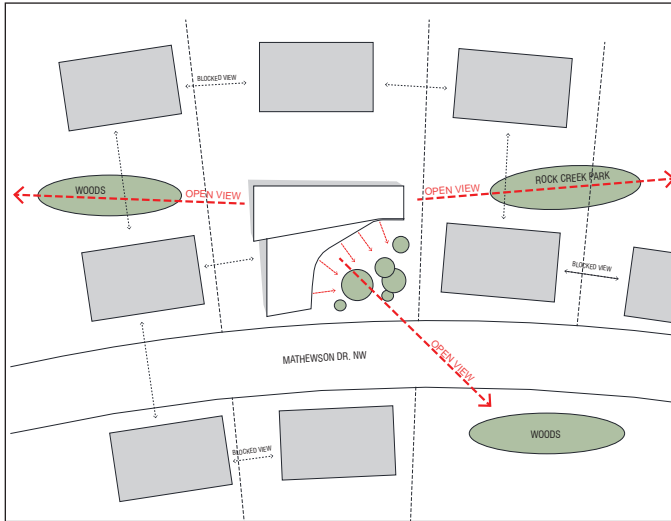 BLOCKED VIEW
WOODS
OPEN VIEW
OPEN VIEW
ROCK CREEK PARK
BLOCKED VIEW
MATHEWSON DR. NW
OPEN VIEW
BLOCKED VIEW
WOODS